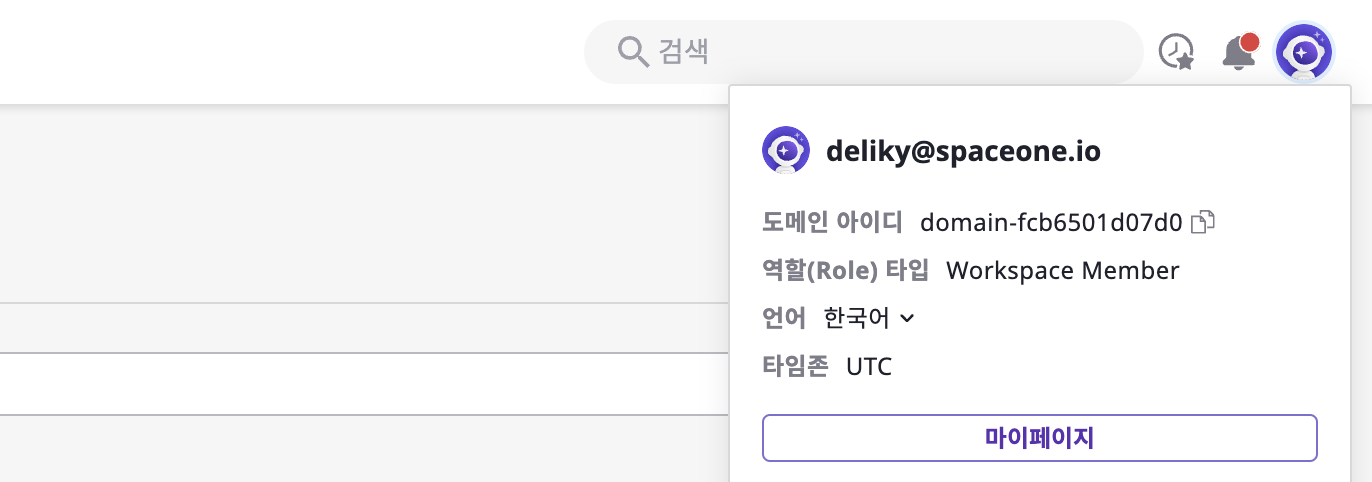 검색
deliky@spaceone.io
도메인 아이디 domain-fcb6501d07d0
역할(Role) 타입 Workspace Member
언어 한국어
타임존 UTC
마이페이지